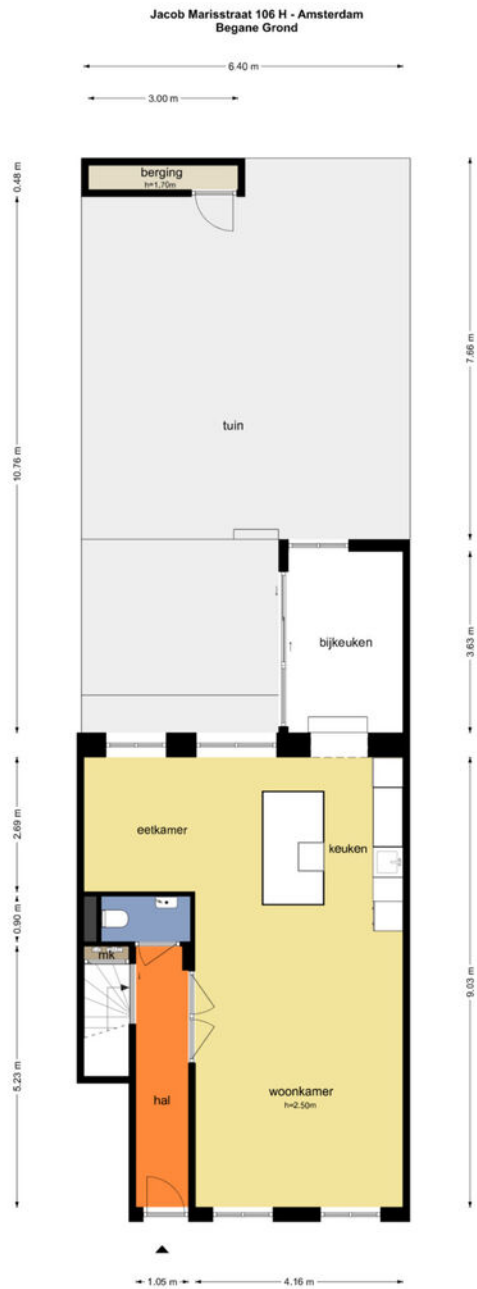 Jacob Marisstraat 106 H - Amsterdam
Begane Grond
6.40 m
3.00 m
0.48 m
berging
h=1.70m
7.66 m
10.76 m
tuin
bijkeuken
3.63 m
2.69 m
eetkamer
keuken
0.90 m
mk
9.03 m
5.23 m
hal
woonkamer
h=2.50m
1.05 m
4.16 m